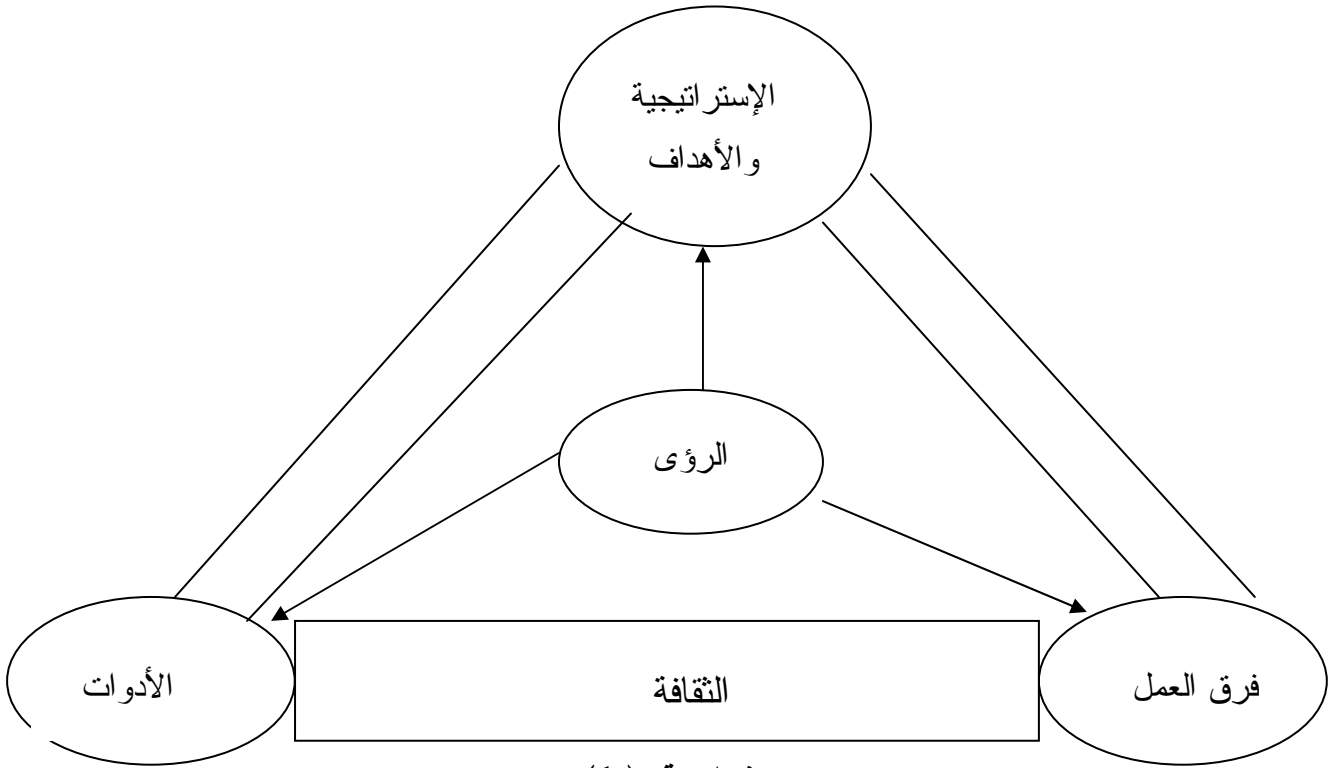 الإستراتيجية
والأهداف
الرؤى
الأدوات
الثقافة
فرق العمل